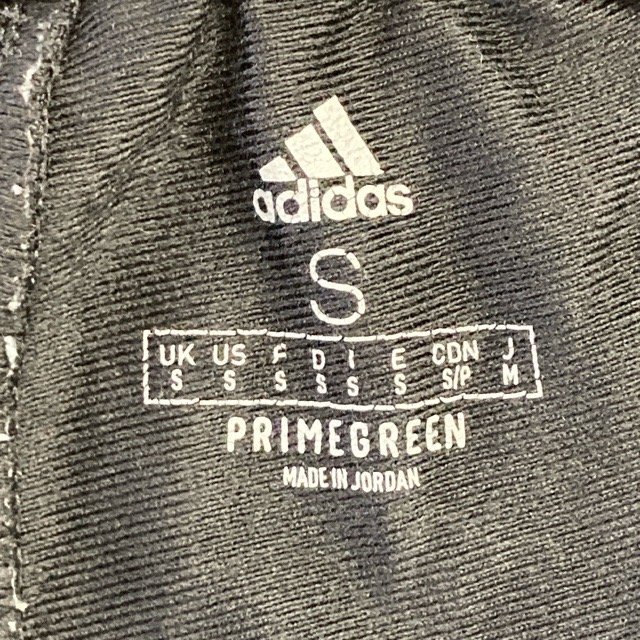 adidas
S
UK US F D I E CDN J
S S S S S S S/P M
PRIMEGREEN
MADE IN JORDAN